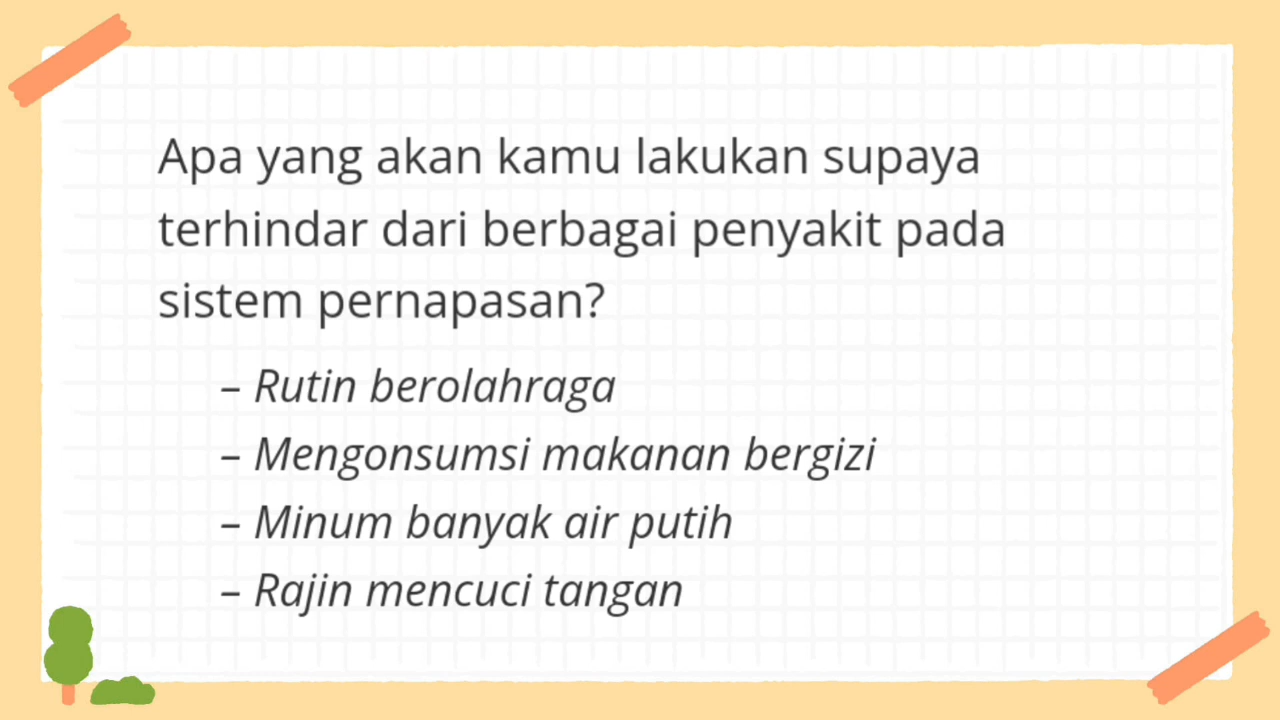 Apa yang akan kamu lakukan supaya
terhindar dari berbagai penyakit pada
sistem pernapasan?
– Rutin berolahraga
– Mengonsumsi makanan bergizi
– Minum banyak air putih
– Rajin mencuci tangan